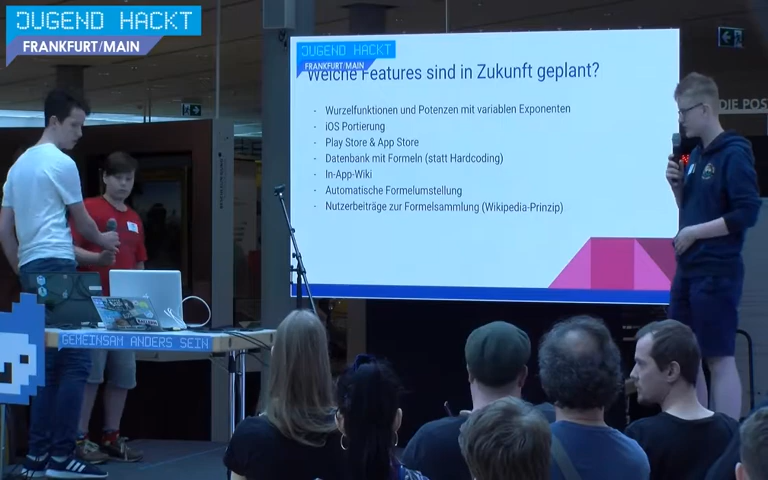 JUGEND HACKT
FRANKFURT/MAIN
JUGEND HACKT
FRANKFURT/MAIN
Welche Features sind in Zukunft geplant?
- Wurzelfunktionen und Potenzen mit variablen Exponenten
- iOS Portierung
- Play Store & App Store
- Datenbank mit Formeln (statt Hardcoding)
- In-App-Wiki
- Automatische Formelumstellung
- Nutzerbeiträge zur Formelsammlung (Wikipedia-Prinzip)
DIE POS
GEMEINSAM ANDERS SEIN